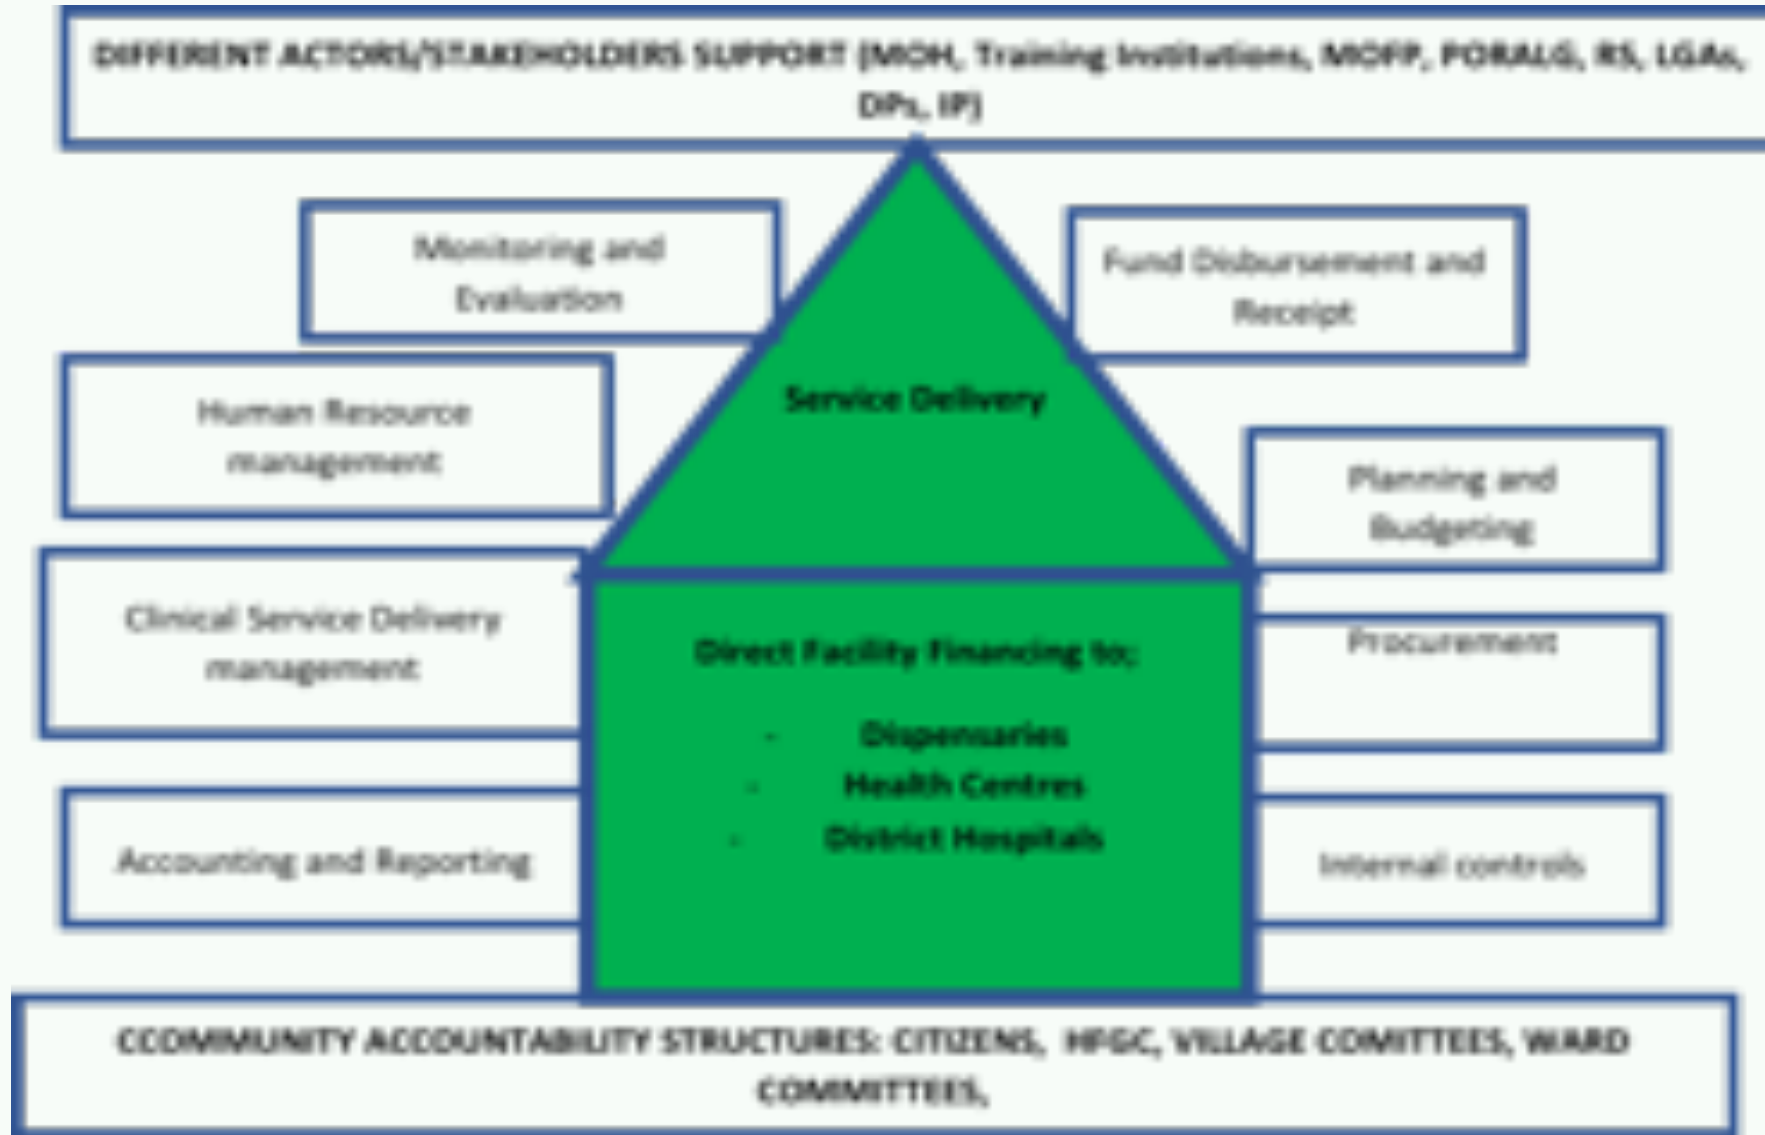 DIFFERENT ACTORS/STAKEHOLDERS SUPPORT (MOH, Training Institutions, MOFP, PORALG, RS, LGAs,
DPs, IP)
Monitoring and
Evaluation
Fund Disbursement and
Receipt
Human Resource
management
Service Delivery
Planning and
Budgeting
Clinical Service Delivery
management
Direct Facility Financing to;
- Dispensaries
- Health Centres
- District Hospitals
Procurement
Accounting and Reporting
Internal controls
CCOMMUNITY ACCOUNTABILITY STRUCTURES: CITIZENS, HFGC, VILLAGE COMITTEES, WARD
COMMITTEES,